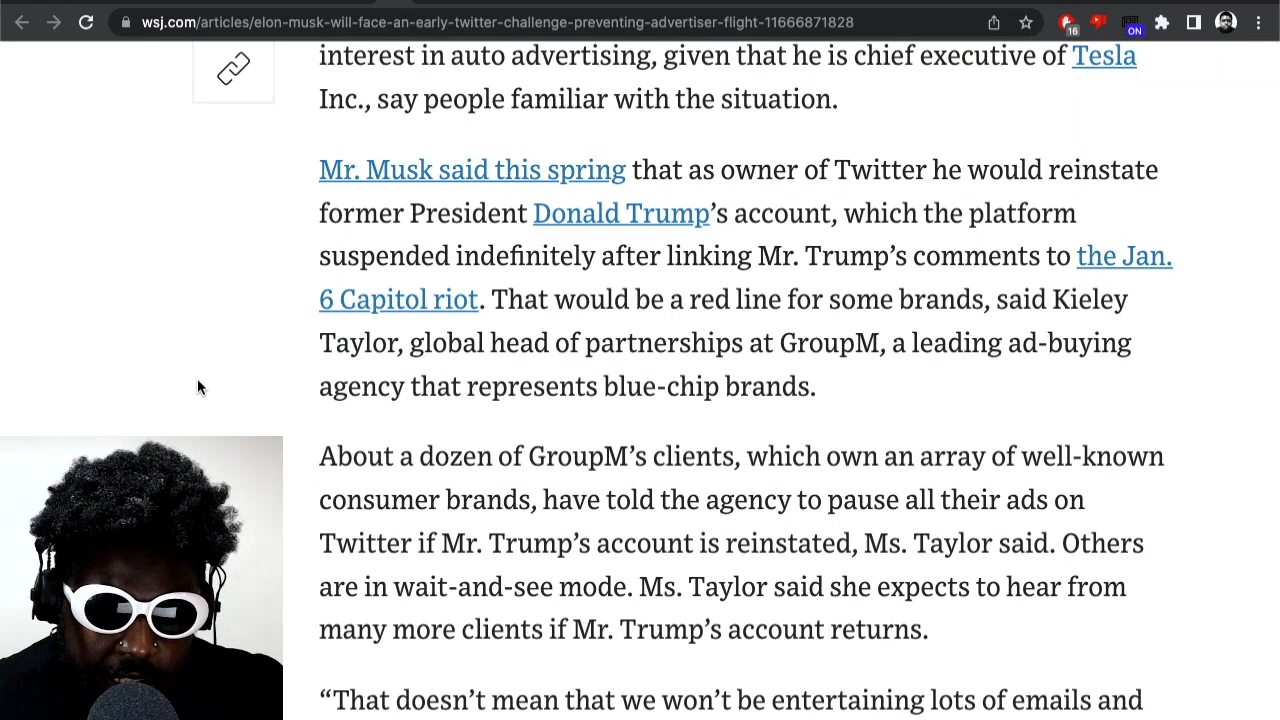 wsj.com/articles/elon-musk-will-face-an-early-twitter-challenge-preventing-advertiser-flight-11666871828
16
ON
interest in auto advertising, given that he is chief executive of Tesla
Inc., say people familiar with the situation.
Mr. Musk said this spring that as owner of Twitter he would reinstate
former President Donald Trump’s account, which the platform
suspended indefinitely after linking Mr. Trump’s comments to the Jan.
6 Capitol riot. That would be a red line for some brands, said Kieley
Taylor, global head of partnerships at GroupM, a leading ad-buying
agency that represents blue-chip brands.
About a dozen of GroupM’s clients, which own an array of well-known
consumer brands, have told the agency to pause all their ads on
Twitter if Mr. Trump’s account is reinstated, Ms. Taylor said. Others
are in wait-and-see mode. Ms. Taylor said she expects to hear from
many more clients if Mr. Trump’s account returns.
“That doesn’t mean that we won’t be entertaining lots of emails and